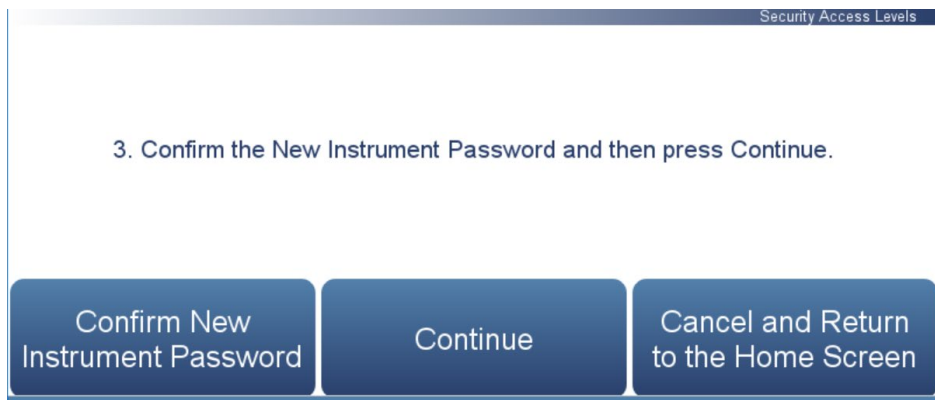 Security Access Levels
3. Confirm the New Instrument Password and then press Continue.
Confirm New
Instrument Password
Continue
Cancel and Return
to the Home Screen